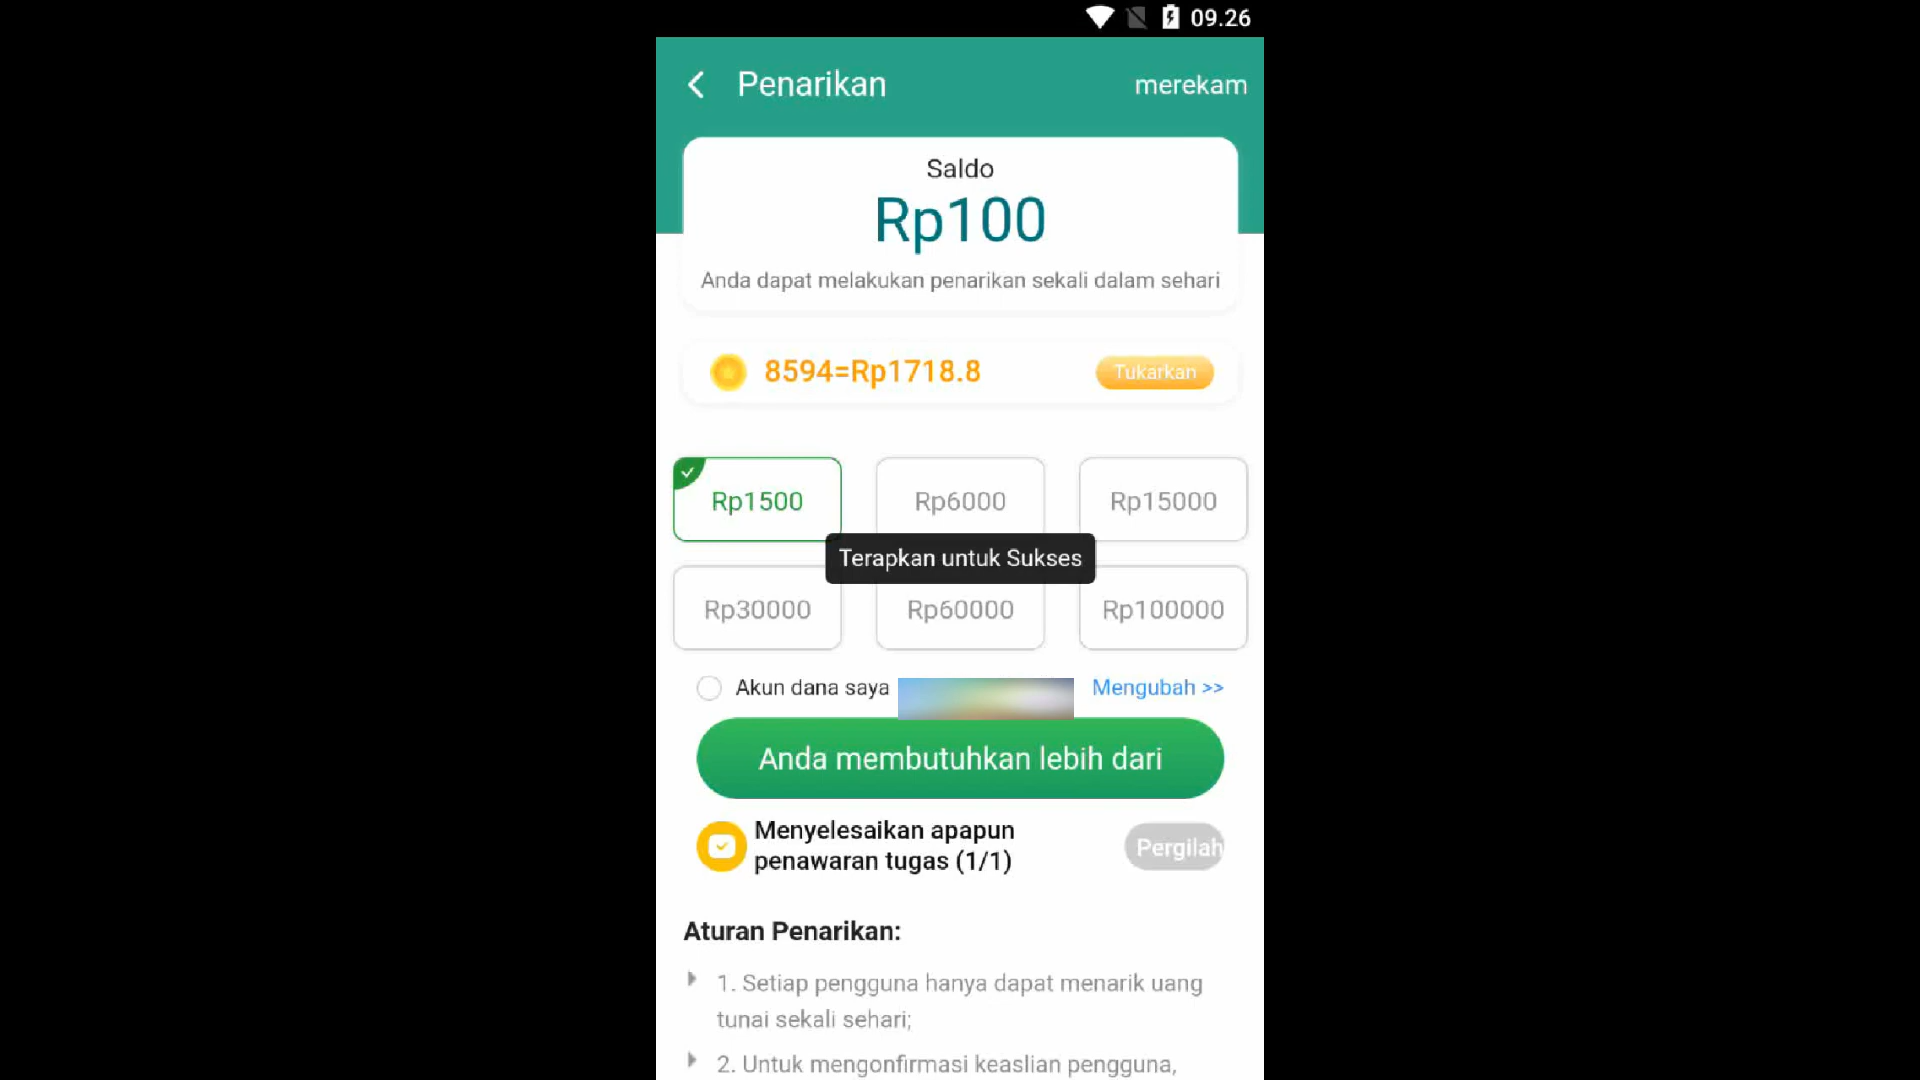 09.26
Penarikan
merekam
Saldo
Rp100
Anda dapat melakukan penarikan sekali dalam sehari
8594=Rp1718.8
Tukarkan
Rp1500
Rp6000
Rp15000
Terapkan untuk Sukses
Rp30000
Rp60000
Rp100000
Akun dana saya
Mengubah >>
Anda membutuhkan lebih dari
Menyelesaikan apapun
penawaran tugas (1/1)
Pergilah
Aturan Penarikan:
1. Setiap pengguna hanya dapat menarik uang
tunai sekali sehari;
2. Untuk mengonfirmasi keaslian pengguna,